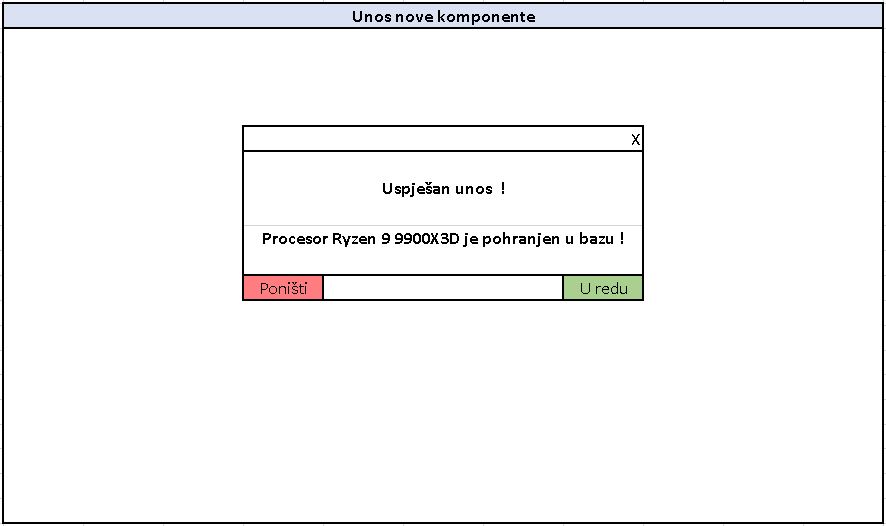 Unos nove komponente
X
Uspješan unos !
Procesor Ryzen 9 9900X3D je pohranjen u bazu !
Poništi U redu